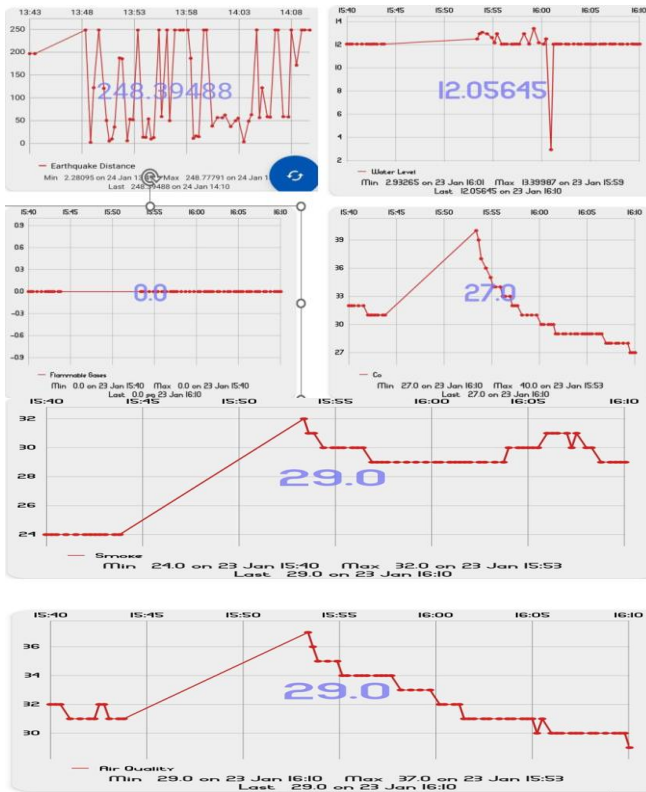 13:43 13:48 13:53 13:58 14:03 14:08
250
200
150
100
50
0
248.39488
Earthquake Distance
Min 2.28095 on 24 Jan Max 248.77791 on 24 Jan
Last 248.39488 on 24 Jan 14:10
15:40 15:45 15:50 15:55 16:00 16:05 16:10
14
12
10
8
6
4
2
12.05645
Water Level
Min 2.93265 on 23 Jan 16:01 Max 13.39987 on 23 Jan 15:59
Last 12.05645 on 23 Jan 16:10
15:40 15:45 15:50 15:55 16:00 16:05 16:10
0.9
0.6
0.3
0.0
-0.3
-0.6
-0.9
0.0
Flammable Gases
Min 0.0 on 23 Jan 15:40 Max 0.0 on 23 Jan 15:40
Last 0.0 23 Jan 16:10
15:40 15:45 15:50 15:55 16:00 16:05 16:10
39
36
33
30
27
27.0
Co
Min 27.0 on 23 Jan 16:10 Max 40.0 on 23 Jan 15:53
Last 27.0 on 23 Jan 16:10
15:40 15:45 15:50 15:55 16:00 16:05 16:10
32
30
28
26
24
29.0
Smoke
Min 24.0 on 23 Jan 15:40 Max 32.0 on 23 Jan 15:53
Last 29.0 on 23 Jan 16:10
15:40 15:45 15:50 15:55 16:00 16:05 16:10
36
34
32
30
29.0
Air Quality
Min 29.0 on 23 Jan 16:10 Max 37.0 on 23 Jan 15:53
Last 29.0 on 23 Jan 16:10